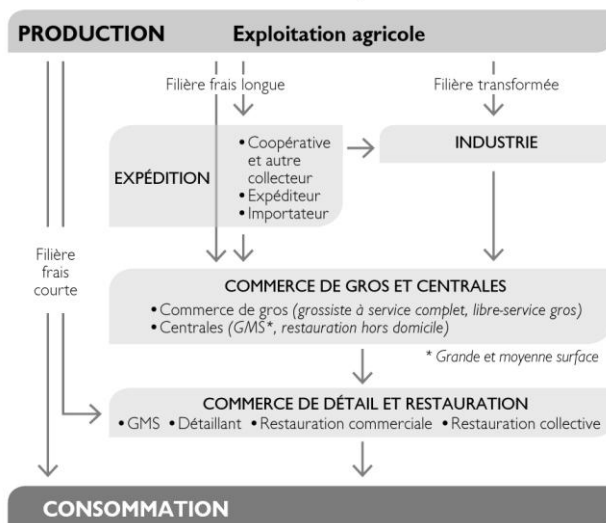 PRODUCTION Exploitation agricole
Filière frais longue
Filière transformée
EXPÉDITION
• Coopérative
et autre
collecteur
• Expéditeur
• Importateur
INDUSTRIE
Filière
frais
courte
COMMERCE DE GROS ET CENTRALES
• Commerce de gros (grossiste à service complet, libre-service gros)
• Centrales (GMS*, restauration hors domicile)
* Grande et moyenne surface
COMMERCE DE DÉTAIL ET RESTAURATION
• GMS • Détaillant • Restauration commerciale • Restauration collective
CONSOMMATION